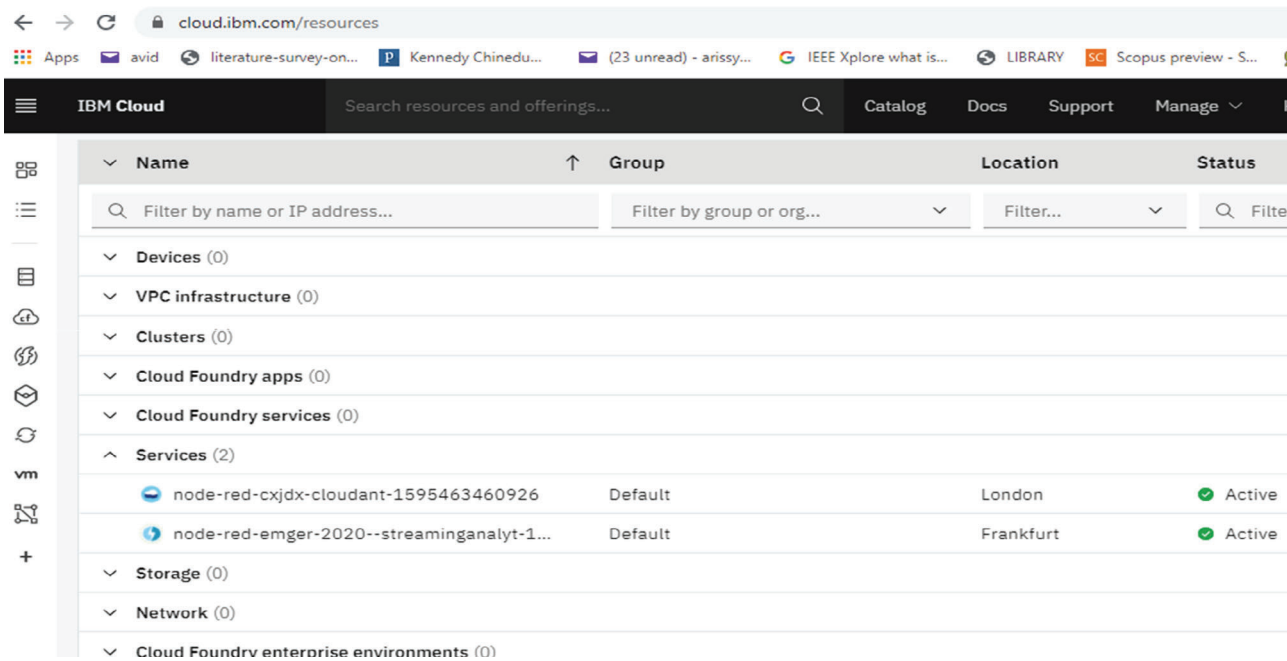 cloud.ibm.com/resources
Apps avid literature-survey-on... Kennedy Chinedu... (23 unread) - arissy... IEEE Xplore what is... LIBRARY SC Scopus preview - S...
IBM Cloud Search resources and offerings... Catalog Docs Support Manage
Name Group Location Status
Filter by name or IP address... Filter by group or org... Filter... Filte
Devices (0)
VPC infrastructure (0)
Clusters (0)
Cloud Foundry apps (0)
Cloud Foundry services (0)
Services (2)
node-red-cxjdx-cloudant-1595463460926 Default London Active
node-red-emger-2020--streaminganalyt-1... Default Frankfurt Active
vm
Storage (0)
Network (0)
Cloud Foundry enterprise environments (0)